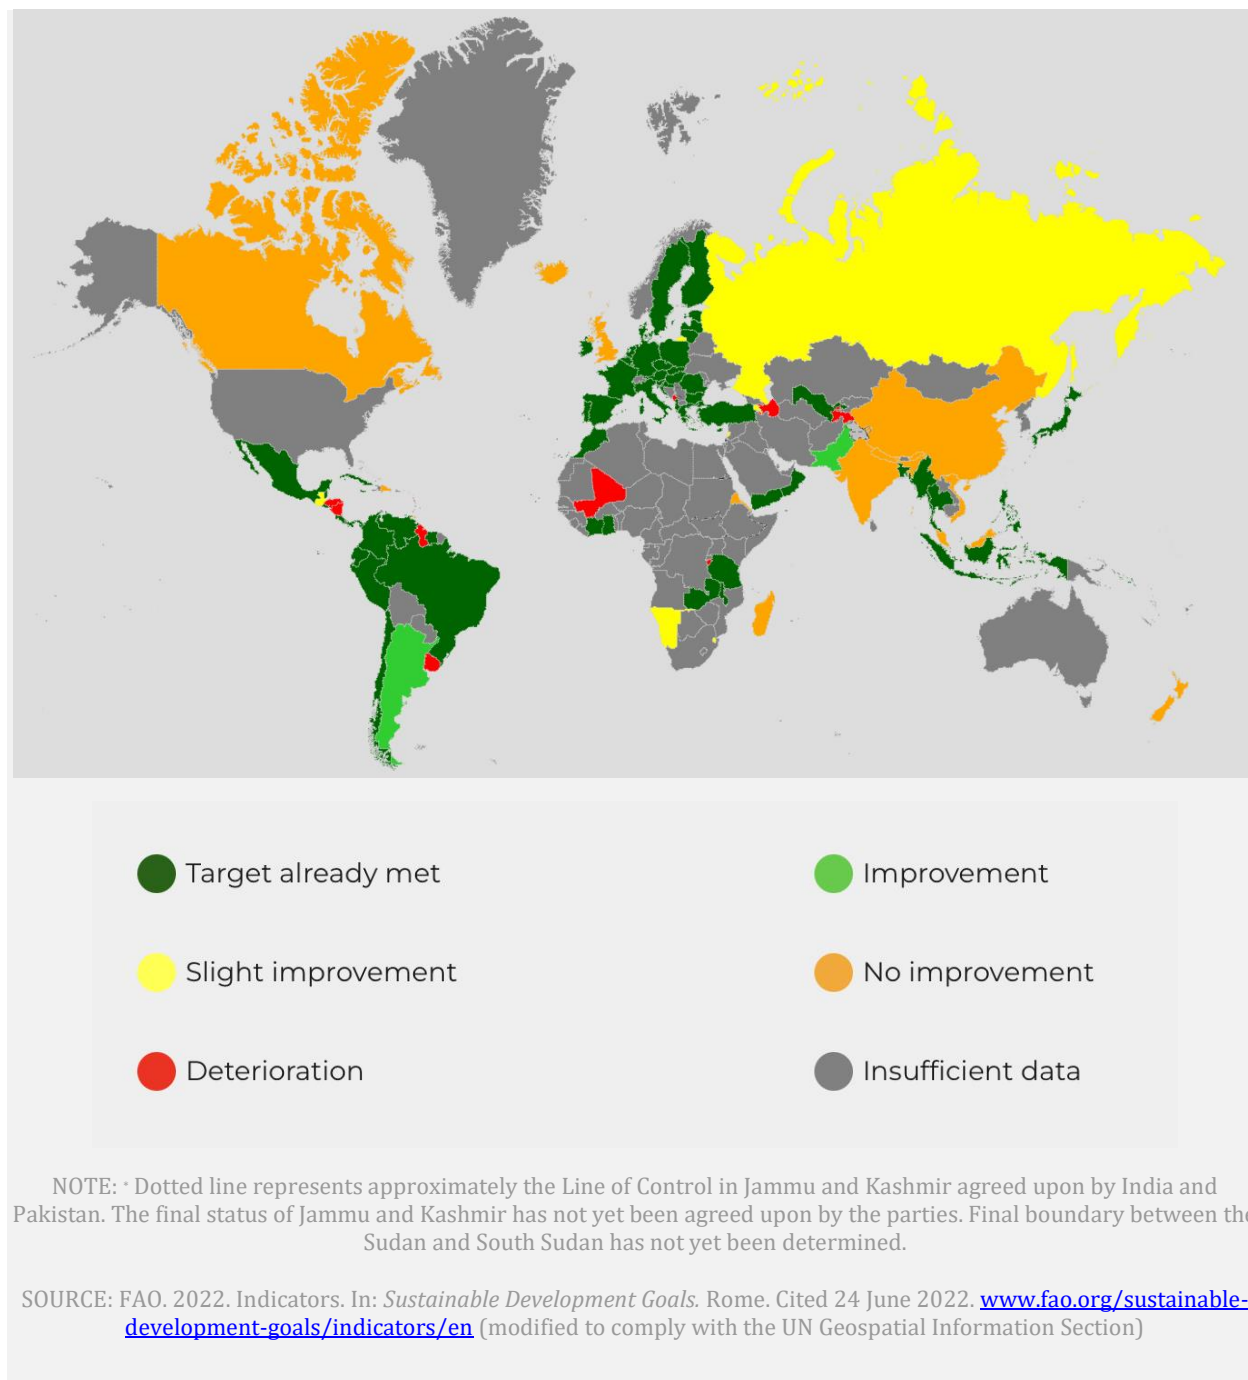 Target already met
Improvement
Slight improvement
No improvement
Deterioration
Insufficient data
NOTE: * Dotted line represents approximately the Line of Control in Jammu and Kashmir agreed upon by India and
Pakistan. The final status of Jammu and Kashmir has not yet been agreed upon by the parties. Final boundary between the
Sudan and South Sudan has not yet been determined.
SOURCE: FAO. 2022. Indicators. In: Sustainable Development Goals. Rome. Cited 24 June 2022. www.fao.org/sustainable-
development-goals/indicators/en (modified to comply with the UN Geospatial Information Section)